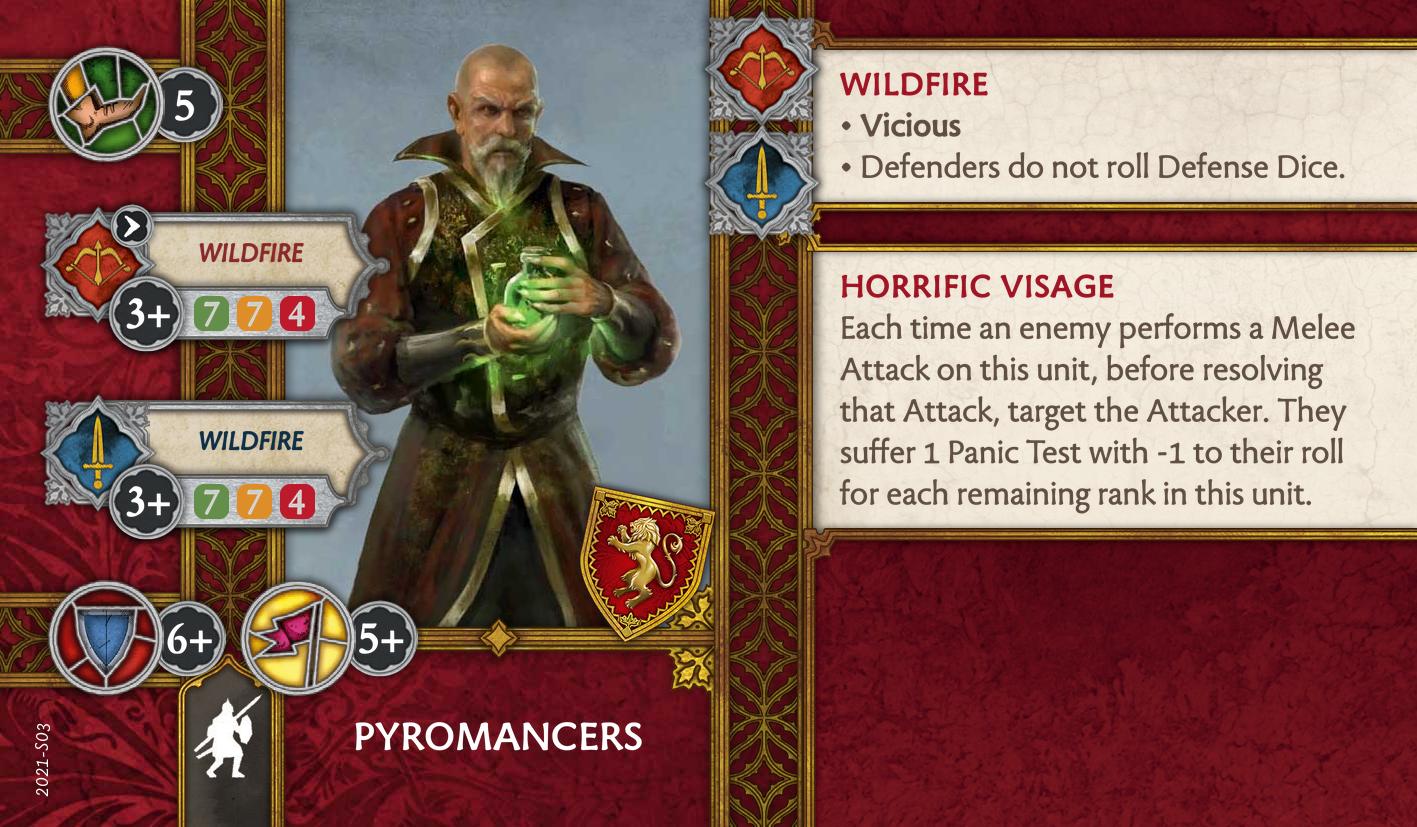 5
WILDFIRE
3+ 7 7 4
WILDFIRE
3+ 7 7 4
6+ 5+
PYROMANCERS
2021-S03
WILDFIRE
• Vicious
• Defenders do not roll Defense Dice.
HORRIFIC VISAGE
Each time an enemy performs a Melee
Attack on this unit, before resolving
that Attack, target the Attacker. They
suffer 1 Panic Test with -1 to their roll
for each remaining rank in this unit.